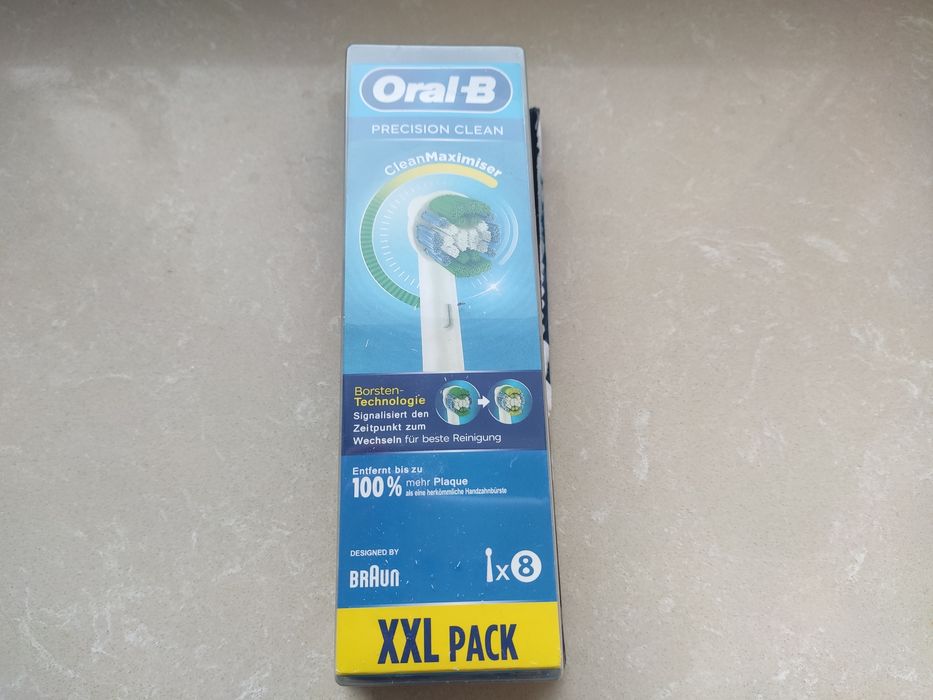 Oral-B
PRECISION CLEAN
CleanMaximiser
Borsten-
Technologie
Signalisiert den
Zeitpunkt zum
Wechseln für beste Reinigung
Entfernt bis zu
100% mehr Plaque
als eine herkömmliche Handzahnbürste
DESIGNED BY
BRAUN
x8
XXL PACK